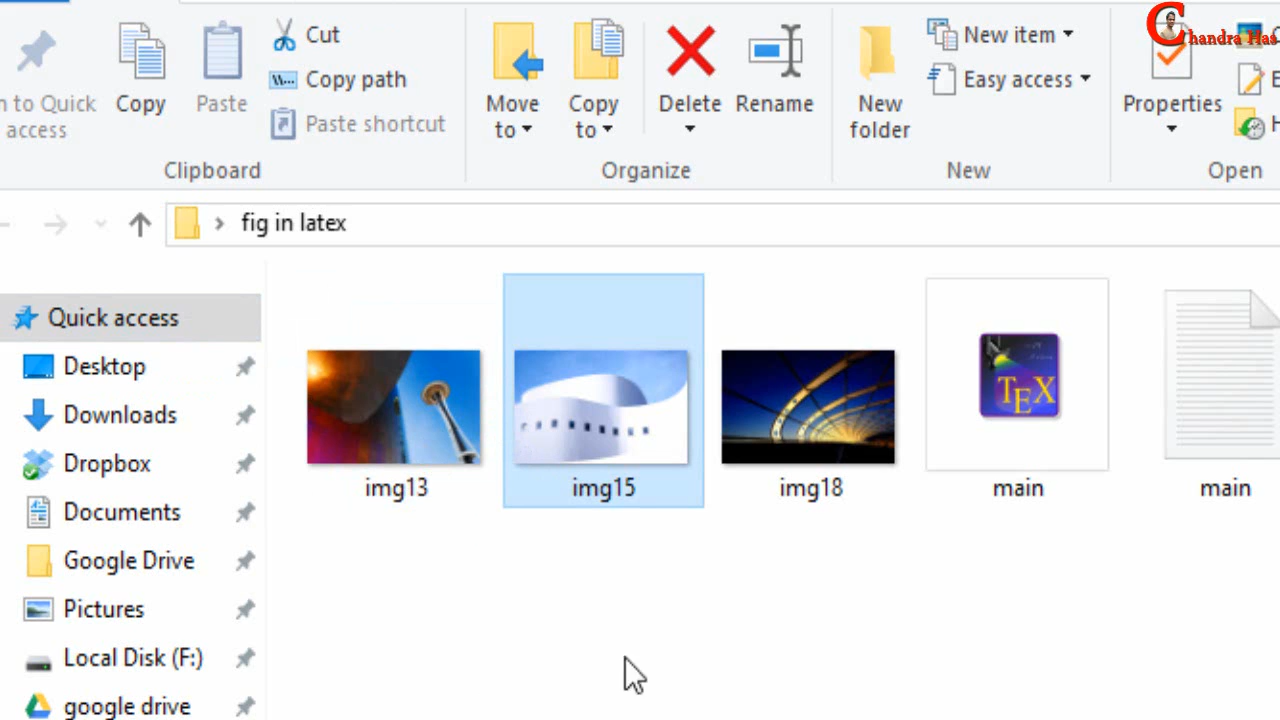 Chandra Has
Cut
New item
Copy path
Easy access
Paste shortcut
n to Quick
access
Copy
Paste
Move
to
Copy
to
Delete
Rename
New
folder
Properties
Clipboard
Organize
New
Open
fig in latex
Quick access
Desktop
Downloads
Dropbox
Documents
Google Drive
Pictures
Local Disk (F:)
google drive
TEX
img13
img15
img18
main
main